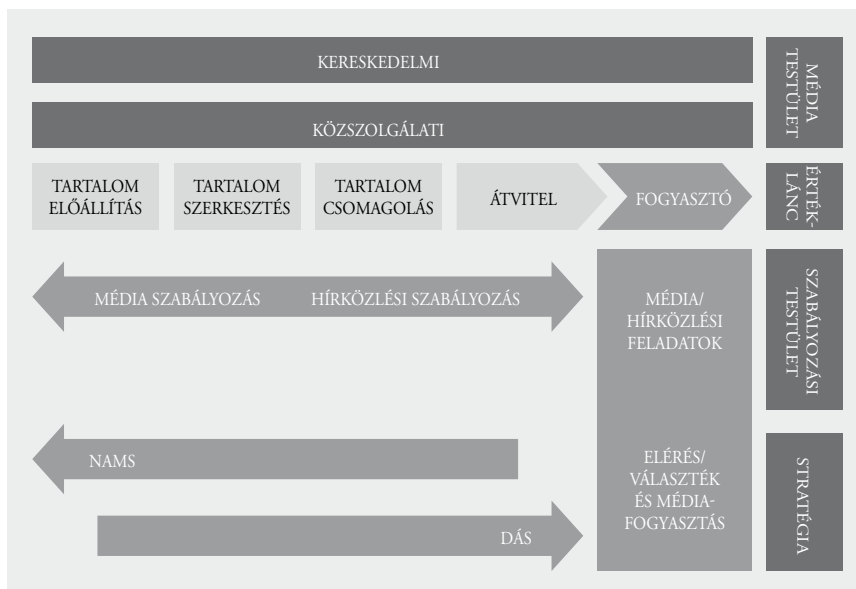 KERESKEDELMI
MÉDIA
TESTÜLET
KÖZSZOLGÁLATI
TARTALOM
ELŐÁLLÍTÁS
TARTALOM
SZERKESZTÉS
TARTALOM
CSOMAGOLÁS
ÁTVITEL
FOGYASZTÓ
ÉRTÉK-
LÁNC
MÉDIA SZABÁLYOZÁS
HÍRKÖZLÉSI SZABÁLYOZÁS
MÉDIA/
HÍRKÖZLÉSI
FELADATOK
SZABÁLYOZÁSI
TESTÜLET
NAMS
DÁS
ELÉRÉS/
VÁLASZTÉK
ÉS MÉDIA-
FOGYASZTÁS
STRATÉGIA